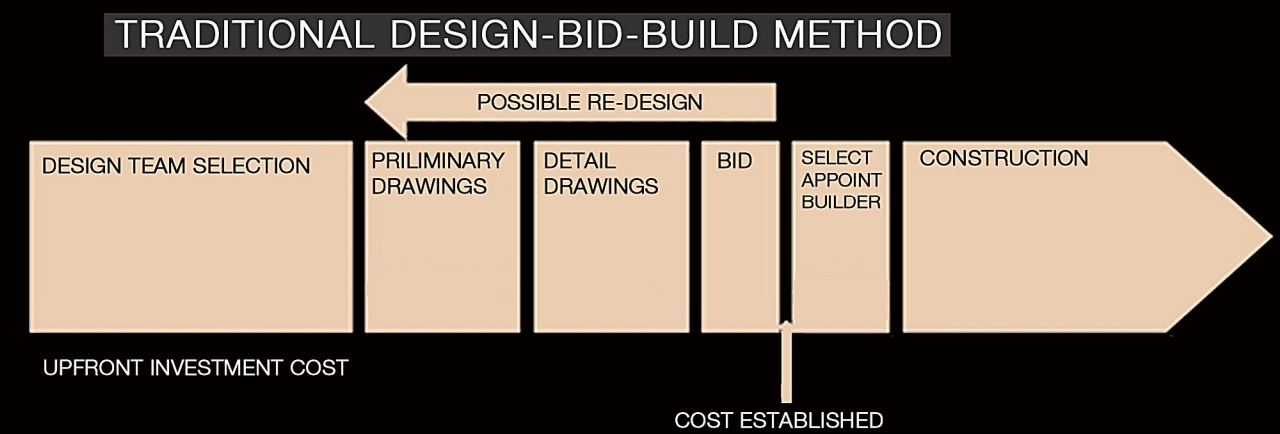 TRADITIONAL DESIGN-BID-BUILD METHOD
POSSIBLE RE-DESIGN
DESIGN TEAM SELECTION
PRILIMINARY
DRAWINGS
DETAIL
DRAWINGS
BID
SELECT
APPOINT
BUILDER
CONSTRUCTION
UPFRONT INVESTMENT COST
COST ESTABLISHED